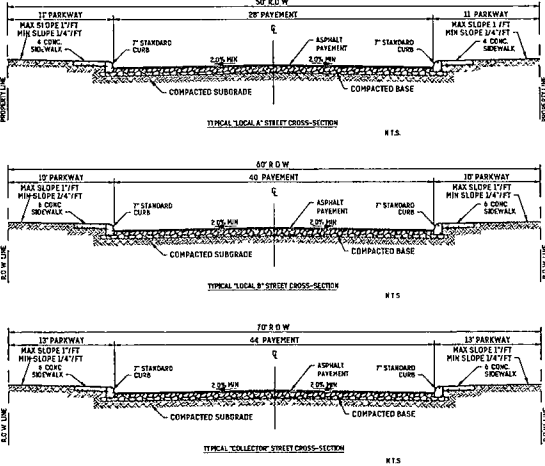 50' R.O.W
11' PARKWAY 28' PAVEMENT 11 PARKWAY
MAX SLOPE 1"/FT
MIN SLOPE 1/4"/FT
4 CONC.
SIDEWALK
7" STANDARD
CURB
℄
ASPHALT
PAVEMENT
7" STANDARD
CURB
MAX SLOPE 1 /FT
MIN SLOPE 1/4"/FT
4 CONC.
SIDEWALK
2.0% MIN 2.0% MIN
COMPACTED SUBGRADE COMPACTED BASE
PROPERTY LINE PROPERTY LINE
TYPICAL "LOCAL A" STREET CROSS-SECTION
N T.S.
60' R O W
10' PARKWAY 40 PAVEMENT 10' PARKWAY
MAX SLOPE 1"/FT
MIN SLOPE 1/4"/FT
6 CONC
SIDEWALK
7" STANDARD
CURB
℄
ASPHALT
PAVEMENT
7" STANDARD
CURB
MAX SLOPE 1"/FT
MIN SLOPE 1/4"/FT
6 CONC
SIDEWALK
2.0% MIN 2.0% MIN
COMPACTED SUBGRADE COMPACTED BASE
R.O W LINE R.O W LINE
TYPICAL "LOCAL B" STREET CROSS-SECTION
N T.S
70' R O W
13' PARKWAY 44 PAVEMENT 13' PARKWAY
MAX SLOPE 1"/FT
MIN SLOPE 1/4"/FT
6 CONC
SIDEWALK
7" STANDARD
CURB
℄
ASPHALT
PAVEMENT
7" STANDARD
CURB
MAX SLOPE 1"/FT
MIN SLOPE 1/4"/FT
6 CONC.
SIDEWALK
2.0% MIN 2.0% MIN
COMPACTED SUBGRADE COMPACTED BASE
R.O W LINE R.O W LINE
TYPICAL "COLLECTOR" STREET CROSS-SECTION
N T.S